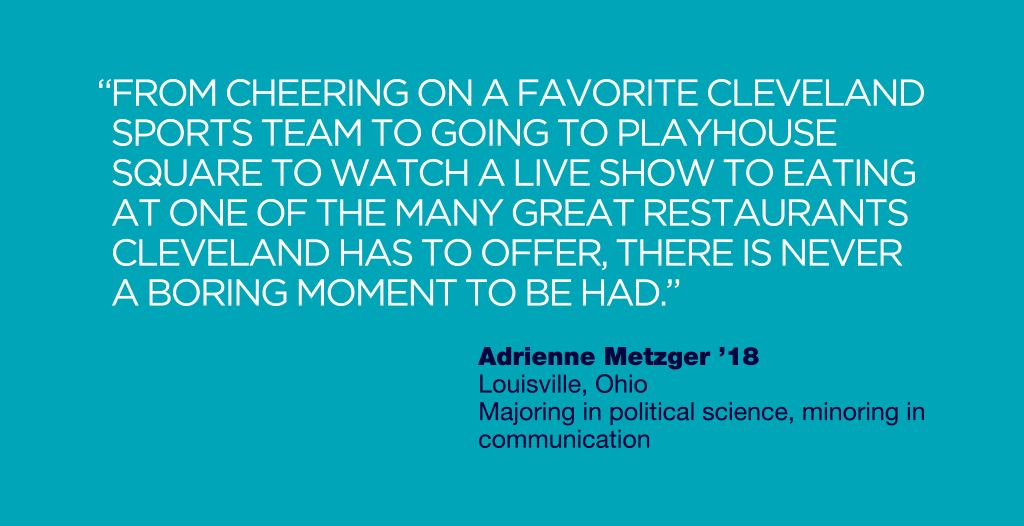 “FROM CHEERING ON A FAVORITE CLEVELAND
SPORTS TEAM TO GOING TO PLAYHOUSE
SQUARE TO WATCH A LIVE SHOW TO EATING
AT ONE OF THE MANY GREAT RESTAURANTS
CLEVELAND HAS TO OFFER, THERE IS NEVER
A BORING MOMENT TO BE HAD.”
Adrienne Metzger ’18
Louisville, Ohio
Majoring in political science, minoring in
communication